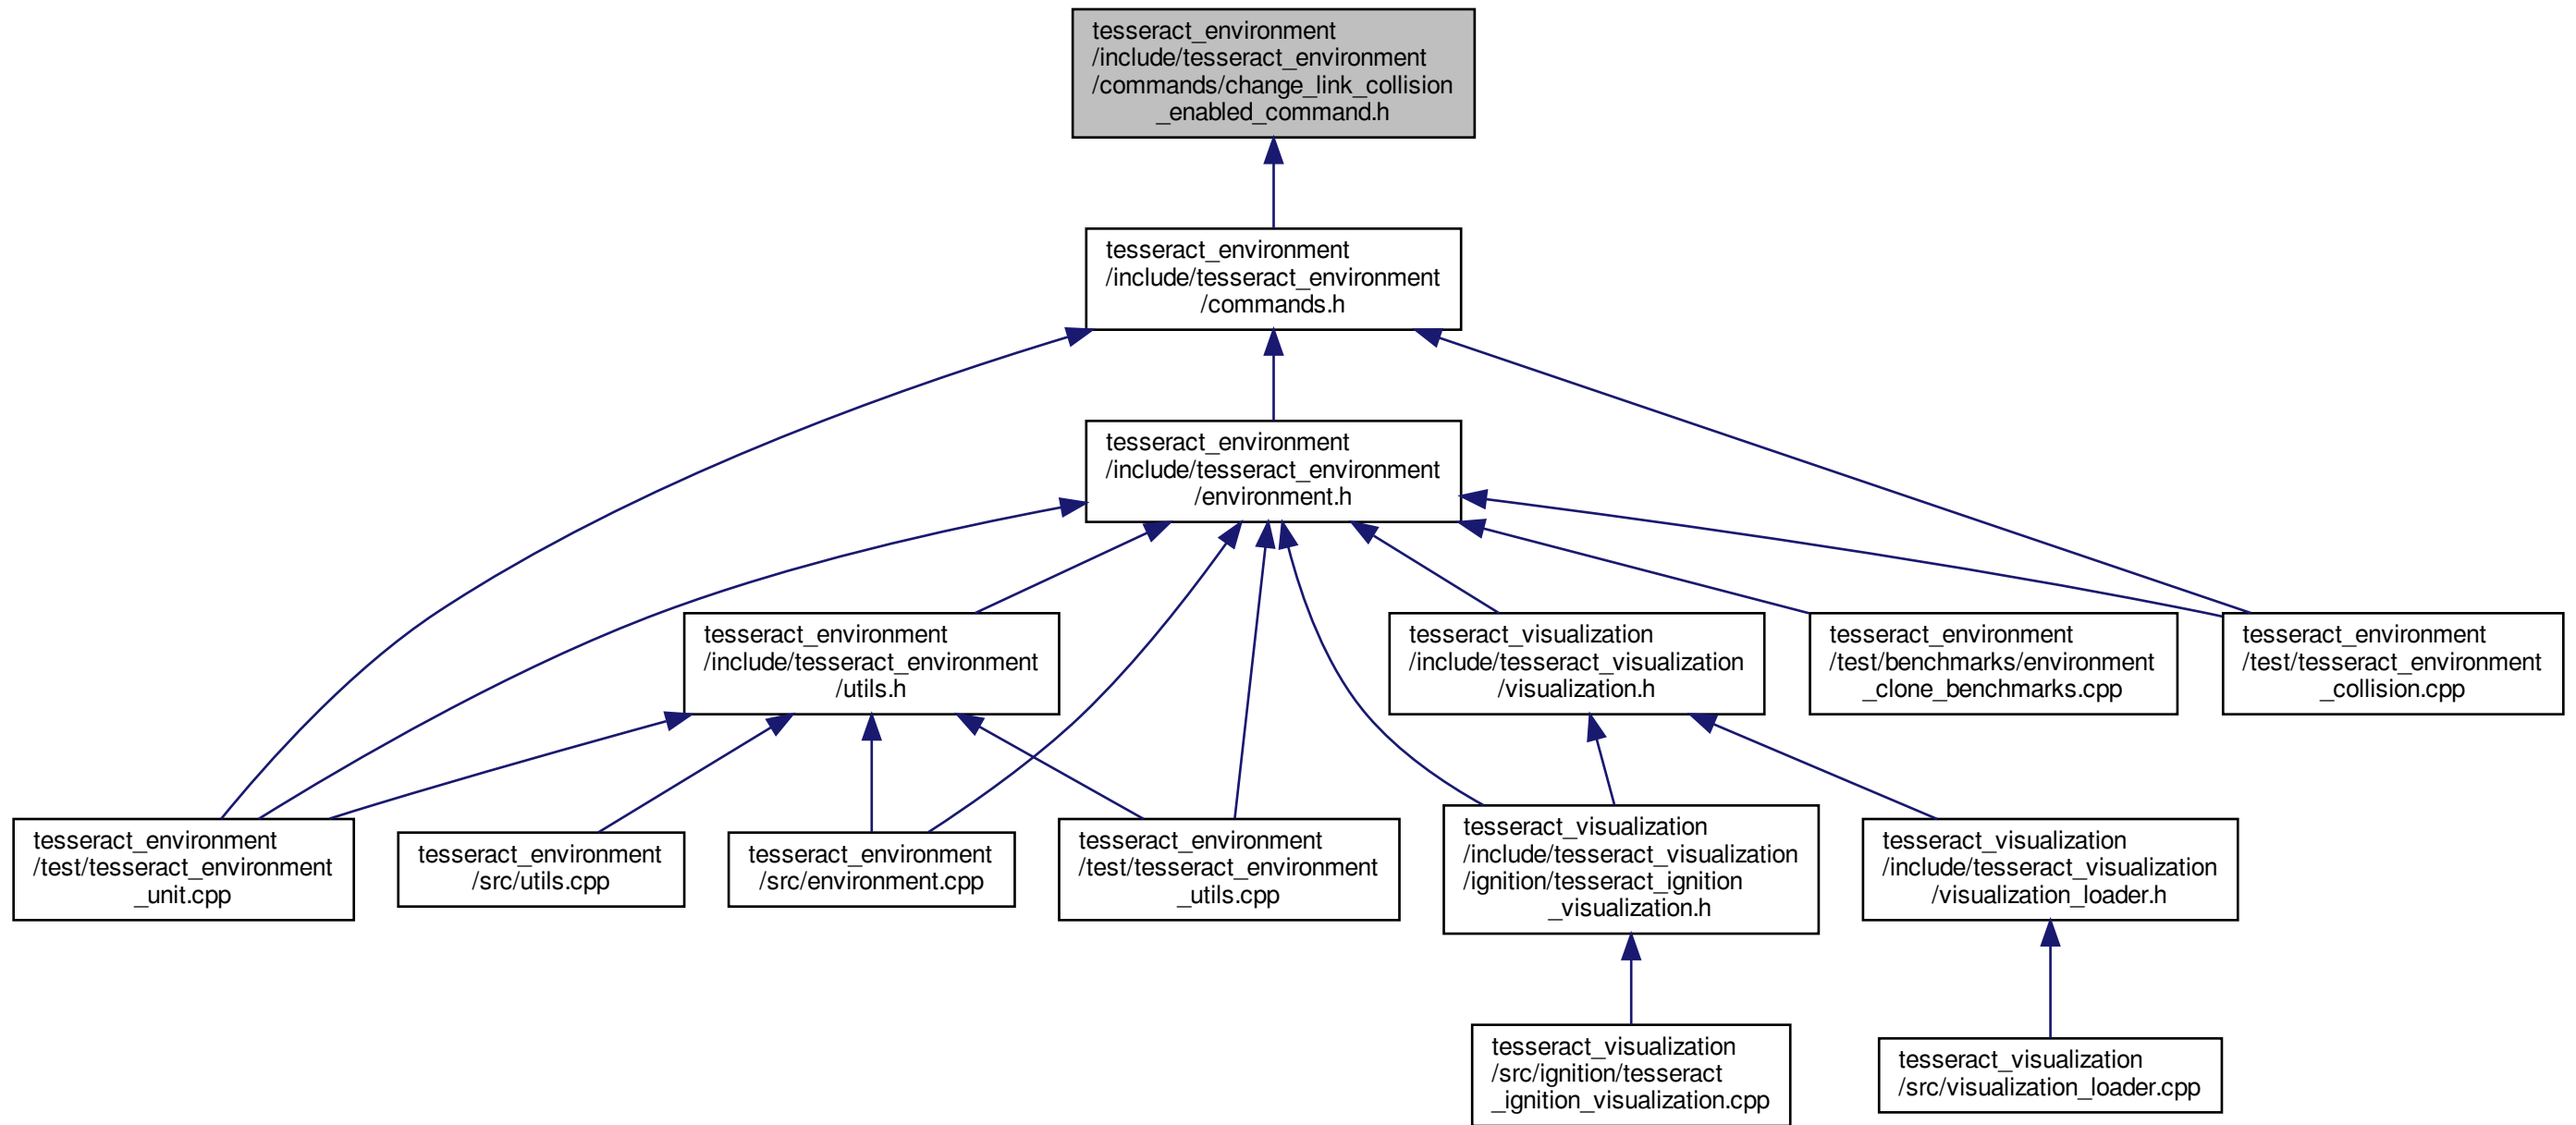 tesseract_environment
/include/tesseract_environment
/commands/change_link_collision
_enabled_command.h
tesseract_environment
/include/tesseract_environment
/commands.h
tesseract_environment
/include/tesseract_environment
/environment.h
tesseract_environment
/include/tesseract_environment
/utils.h
tesseract_visualization
/include/tesseract_visualization
/visualization.h
tesseract_environment
/test/benchmarks/environment
_clone_benchmarks.cpp
tesseract_environment
/test/tesseract_environment
_collision.cpp
tesseract_environment
/test/tesseract_environment
_unit.cpp
tesseract_environment
/src/utils.cpp
tesseract_environment
/src/environment.cpp
tesseract_environment
/test/tesseract_environment
_utils.cpp
tesseract_visualization
/include/tesseract_visualization
/ignition/tesseract_ignition
_visualization.h
tesseract_visualization
/include/tesseract_visualization
/visualization_loader.h
tesseract_visualization
/src/ignition/tesseract
_ignition_visualization.cpp
tesseract_visualization
/src/visualization_loader.cpp